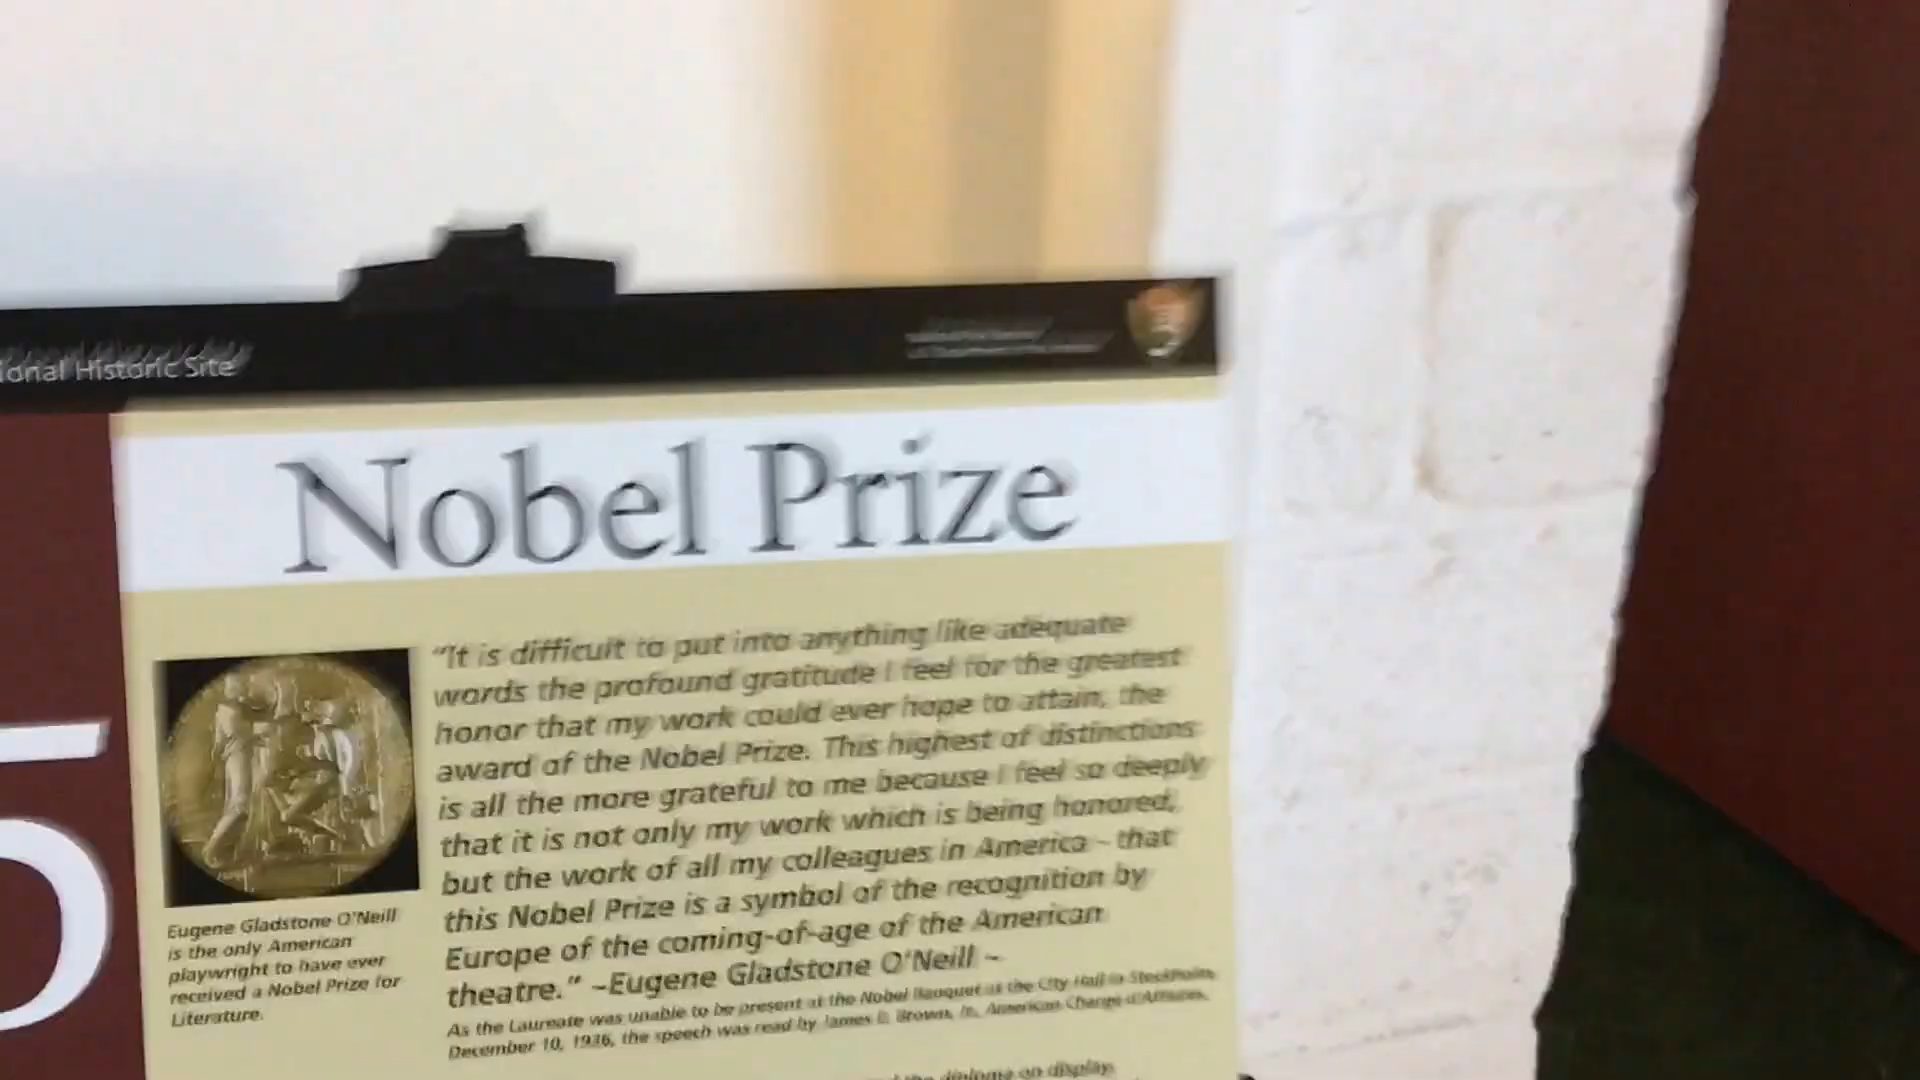 ional Historic Site
Nobel Prize
"It is difficult to put into anything like adequate
words the profound gratitude I feel for the greatest
honor that my work could ever hope to attain, the
award of the Nobel Prize. This highest of distinctions
is all the more grateful to me because I feel so deeply
that it is not only my work which is being honored,
but the work of all my colleagues in America – that
this Nobel Prize is a symbol of the recognition by
Europe of the coming-of-age of the American
theatre." ~Eugene Gladstone O'Neill ~
As the Laureate was unable to be present at the Nobel Banquet at the City Hall in Stockholm,
December 10, 1936, the speech was read by James E. Brown, Jr., American Chargé d'Affaires.
the diploma on display.
Eugene Gladstone O'Neill
is the only American
playwright to have ever
received a Nobel Prize for
Literature.
5